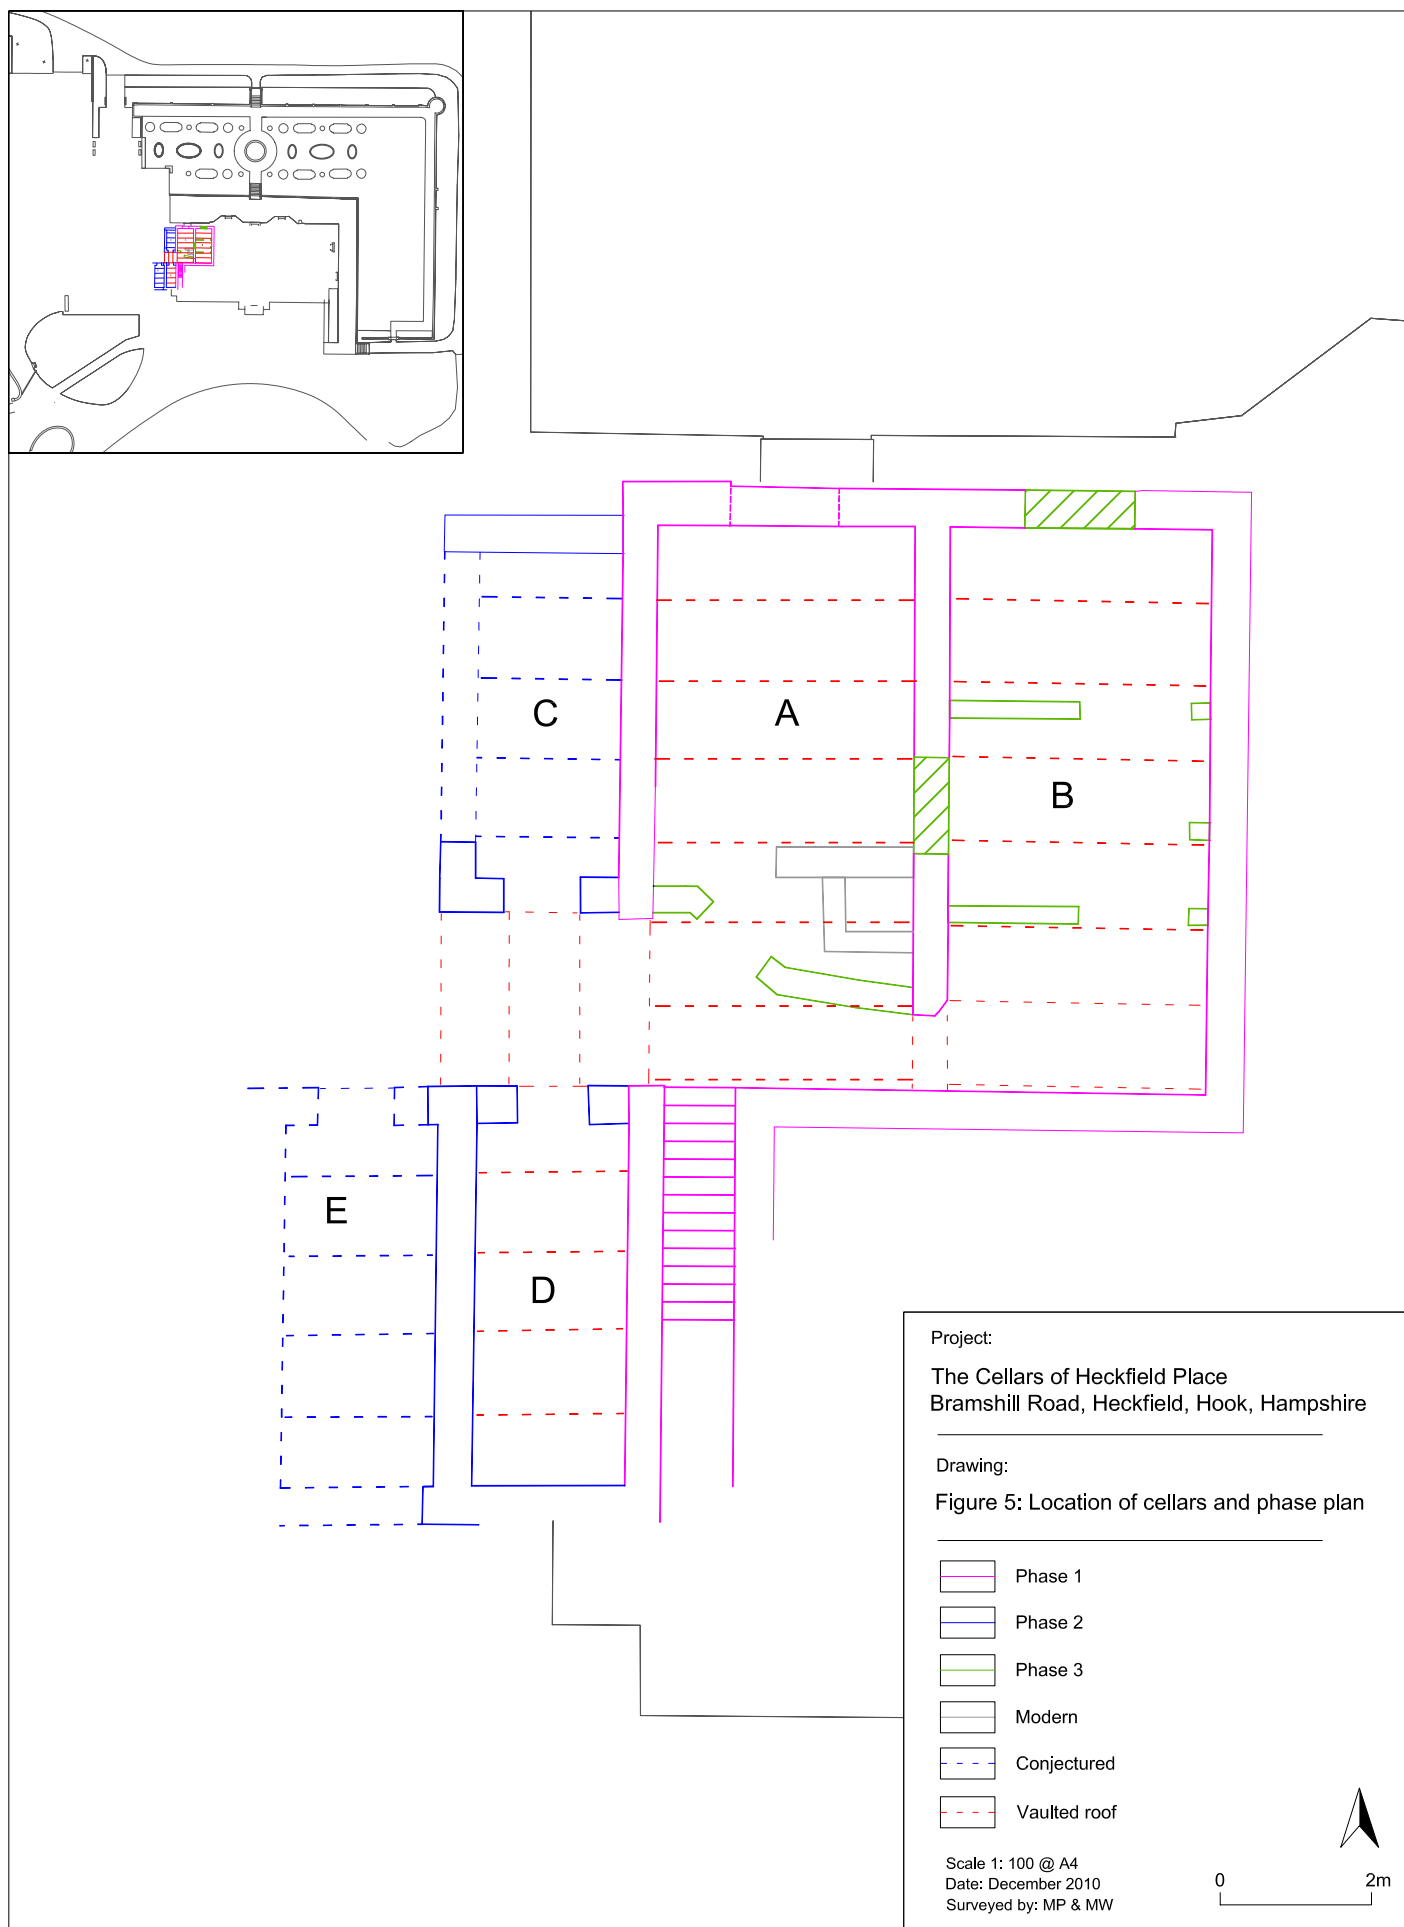 C
A
B
E
D
Project:
The Cellars of Heckfield Place
Bramshill Road, Heckfield, Hook, Hampshire
Drawing:
Figure 5: Location of cellars and phase plan
Phase 1
Phase 2
Phase 3
Modern
Conjectured
Vaulted roof
Scale 1: 100 @ A4
Date: December 2010
Surveyed by: MP & MW
0 2m